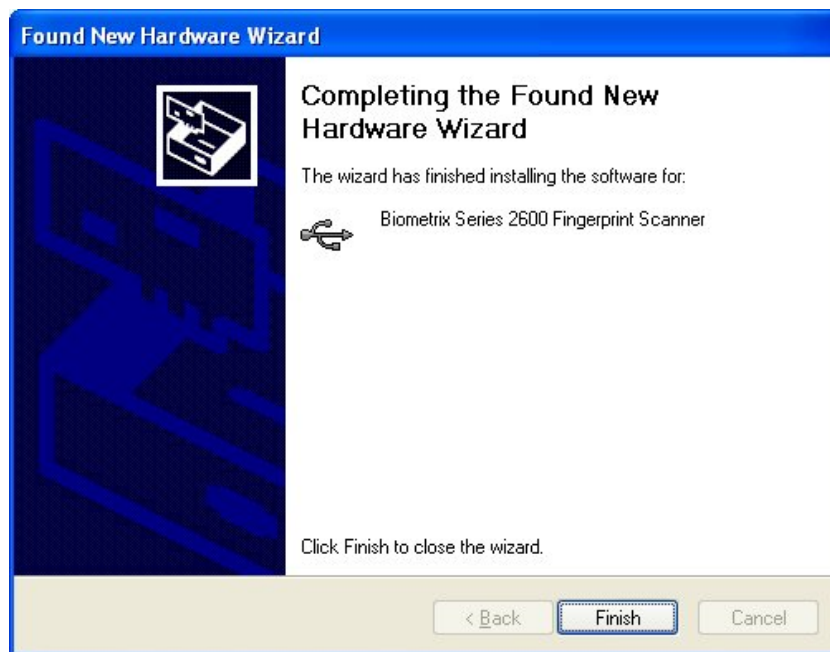 Found New Hardware Wizard
Completing the Found New
Hardware Wizard
The wizard has finished installing the software for:
Biometrix Series 2600 Fingerprint Scanner
Click Finish to close the wizard.
< Back
Finish
Cancel